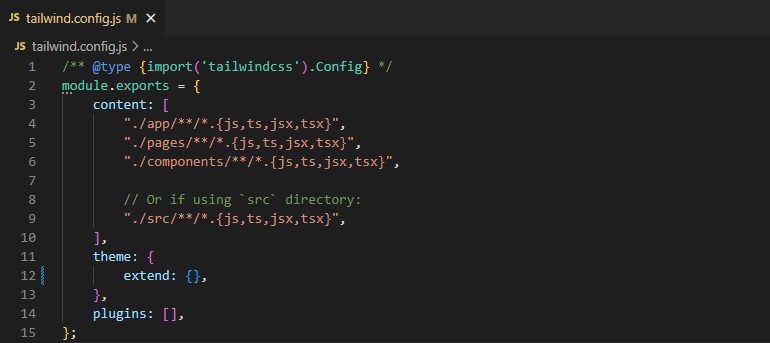 JS tailwind.config.js M ×
JS tailwind.config.js > ...
1 /** @type {import('tailwindcss').Config} */
2 module.exports = {
3     content: [
4         "./app/**/*.{js,ts,jsx,tsx}",
5         "./pages/**/*.{js,ts,jsx,tsx}",
6         "./components/**/*.{js,ts,jsx,tsx}",
7
8         // Or if using `src` directory:
9         "./src/**/*.{js,ts,jsx,tsx}",
10     ],
11     theme: {
12         extend: {},
13     },
14     plugins: [],
15 };